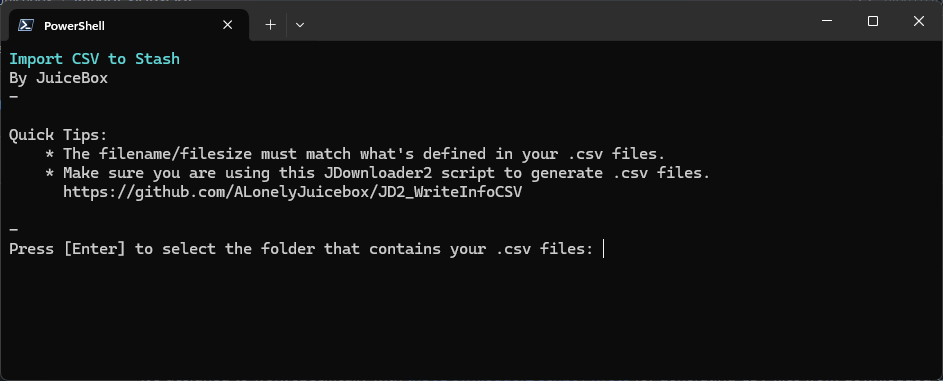 PowerShell
Import CSV to Stash
By JuiceBox
-
Quick Tips:
* The filename/filesize must match what's defined in your .csv files.
* Make sure you are using this JDownloader2 script to generate .csv files.
https://github.com/ALonelyJuicebox/JD2_WriteInfoCSV
-
Press [Enter] to select the folder that contains your .csv files: